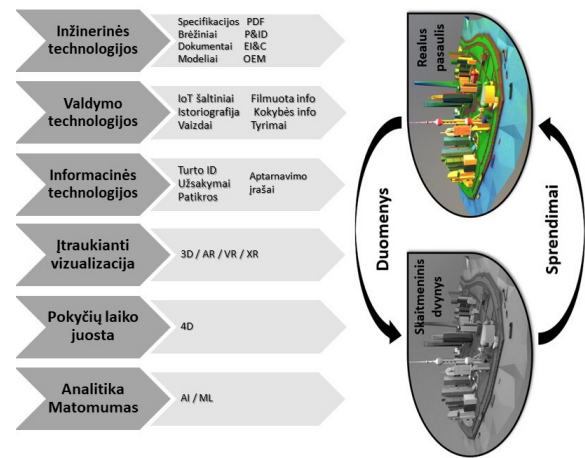 Inžinerinės
technologijos
Specifikacijos PDF
Brėžiniai P&ID
Dokumentai EI&C
Modeliai OEM
Valdymo
technologijos
IoT šaltiniai Filmuota info
Istoriografija Kokybės info
Vaizdai Tyrimai
Informacinės
technologijos
Turto ID
Užsakymai
Patikros
Aptarnavimo
įrašai
Įtraukianti
vizualizacija
3D / AR / VR / XR
Pokyčių laiko
juosta
4D
Analitika
Matomumas
AI / ML
Realus
pasaulis
Duomenys
Sprendimai
Skaitmeninis
dvynys